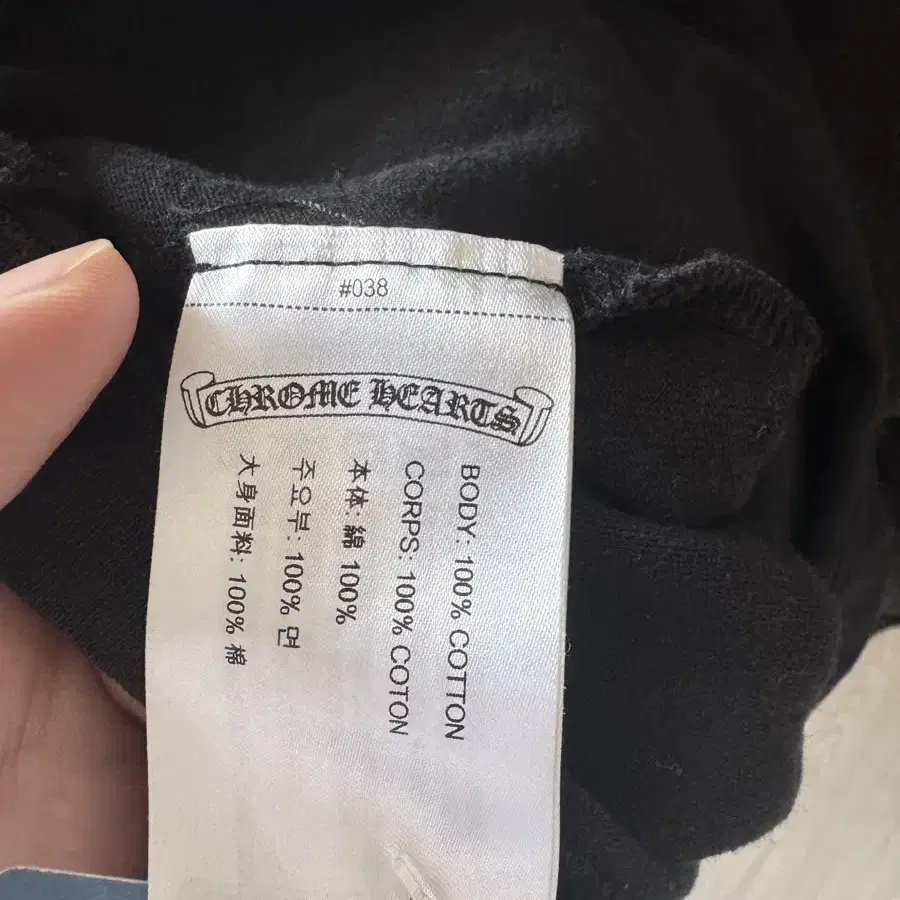 #038
CHROME HEARTS
BODY: 100% COTTON
CORPS: 100% COTON
本体: 綿 100%
주요부: 100% 면
大身面料: 100% 棉